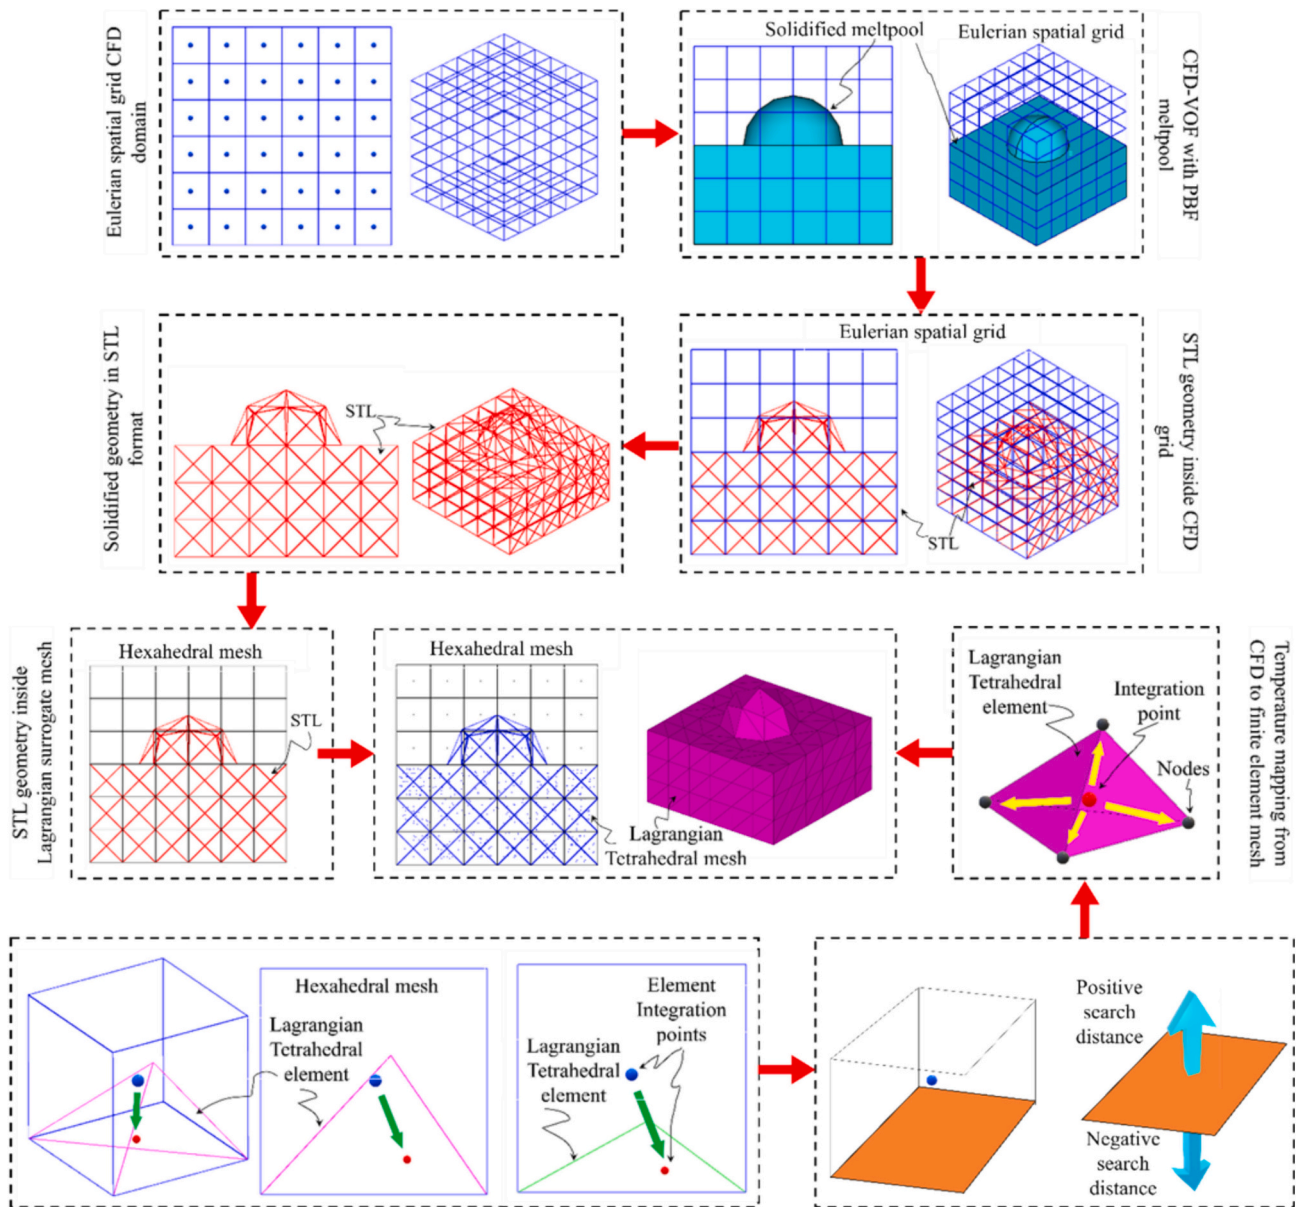 Eulerian spatial grid CFD
domain
Solidified meltpool
Eulerian spatial grid
CFD-VOF with PBF
meltpool
Solidified geometry in STL
format
STL
Eulerian spatial grid
STL
STL geometry inside CFD
grid
STL geometry inside
Lagrangian surrogate mesh
Hexahedral mesh
STL
Hexahedral mesh
Lagrangian
Tetrahedral mesh
Lagrangian
Tetrahedral
element
Integration
point
Nodes
Temperature mapping from
CFD to finite element mesh
Hexahedral mesh
Lagrangian
Tetrahedral
element
Element
Integration
points
Lagrangian
Tetrahedral
element
Positive
search
distance
Negative
search
distance